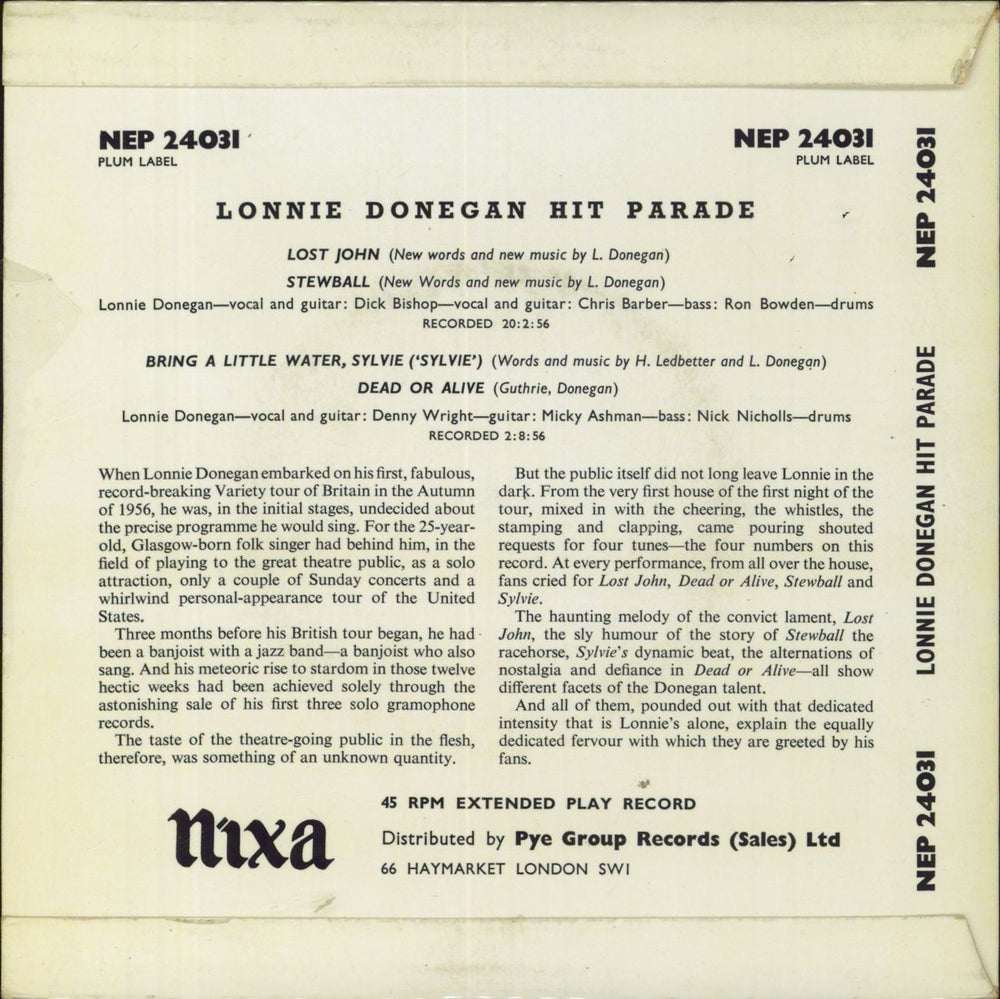 NEP 24031
PLUM LABEL
NEP 24031
PLUM LABEL
LONNIE DONEGAN HIT PARADE
LOST JOHN (New words and new music by L. Donegan)
STEWBALL (New Words and new music by L. Donegan)
Lonnie Donegan—vocal and guitar: Dick Bishop—vocal and guitar: Chris Barber—bass: Ron Bowden—drums
RECORDED 20:2:56
BRING A LITTLE WATER, SYLVIE (‘SYLVIE’) (Words and music by H. Ledbetter and L. Donegan)
DEAD OR ALIVE (Guthrie, Donegan)
Lonnie Donegan—vocal and guitar: Denny Wright—guitar: Micky Ashman—bass: Nick Nicholls—drums
RECORDED 2:8:56
When Lonnie Donegan embarked on his first, fabulous,
record-breaking Variety tour of Britain in the Autumn
of 1956, he was, in the initial stages, undecided about
the precise programme he would sing. For the 25-year-
old, Glasgow-born folk singer had behind him, in the
field of playing to the great theatre public, as a solo
attraction, only a couple of Sunday concerts and a
whirlwind personal-appearance tour of the United
States.
Three months before his British tour began, he had
been a banjoist with a jazz band—a banjoist who also
sang. And his meteoric rise to stardom in those twelve
hectic weeks had been achieved solely through the
astonishing sale of his first three solo gramophone
records.
The taste of the theatre-going public in the flesh,
therefore, was something of an unknown quantity.
But the public itself did not long leave Lonnie in the
dark. From the very first house of the first night of the
tour, mixed in with the cheering, the whistles, the
stamping and clapping, came pouring shouted
requests for four tunes—the four numbers on this
record. At every performance, from all over the house,
fans cried for Lost John, Dead or Alive, Stewball and
Sylvie.
The haunting melody of the convict lament, Lost
John, the sly humour of the story of Stewball the
racehorse, Sylvie's dynamic beat, the alternations of
nostalgia and defiance in Dead or Alive—all show
different facets of the Donegan talent.
And all of them, pounded out with that dedicated
intensity that is Lonnie's alone, explain the equally
dedicated fervour with which they are greeted by his
fans.
nixa
45 RPM EXTENDED PLAY RECORD
Distributed by Pye Group Records (Sales) Ltd
66 HAYMARKET LONDON SW1
NEP 24031
LONNIE DONEGAN HIT PARADE
NEP 24031